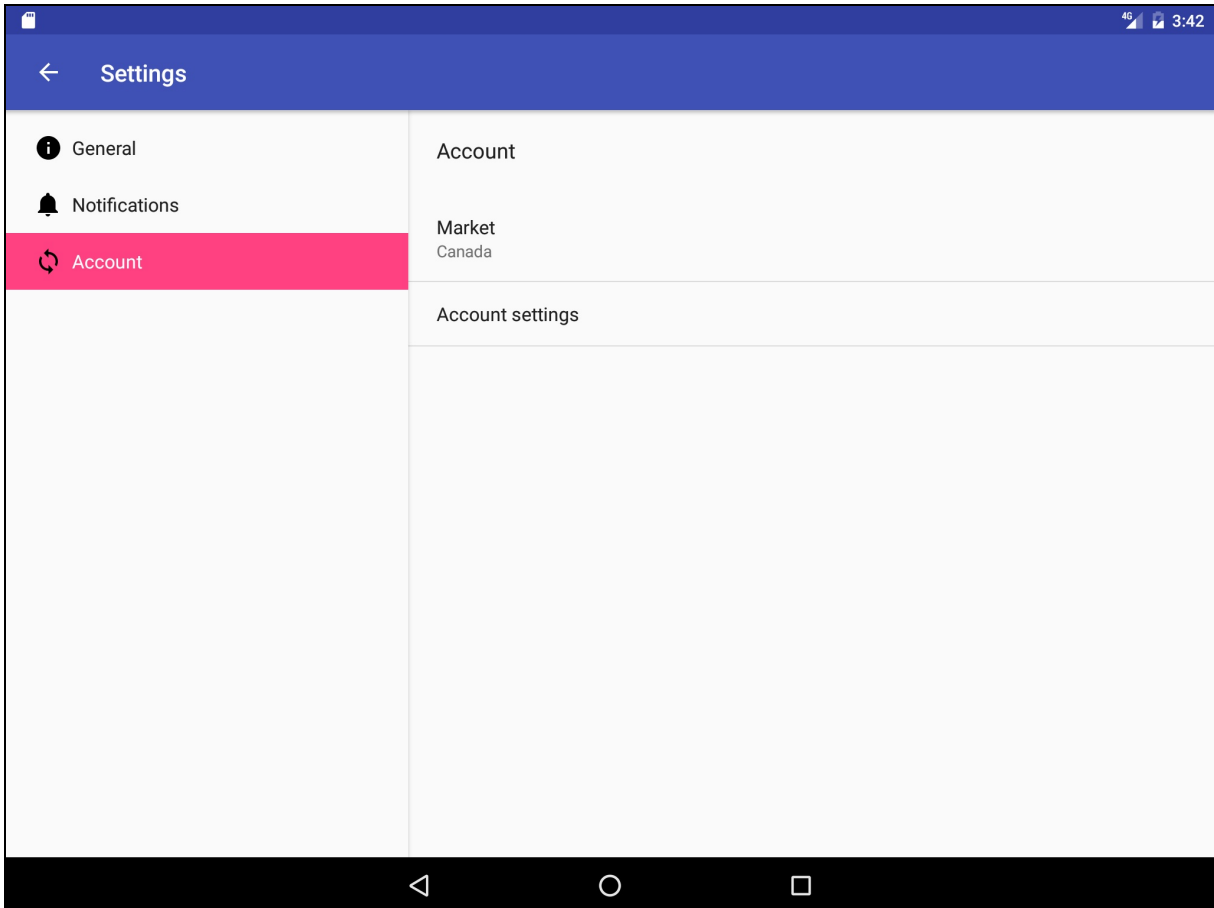 4G 3:42
Settings
General
Notifications
Account
Account
Market
Canada
Account settings